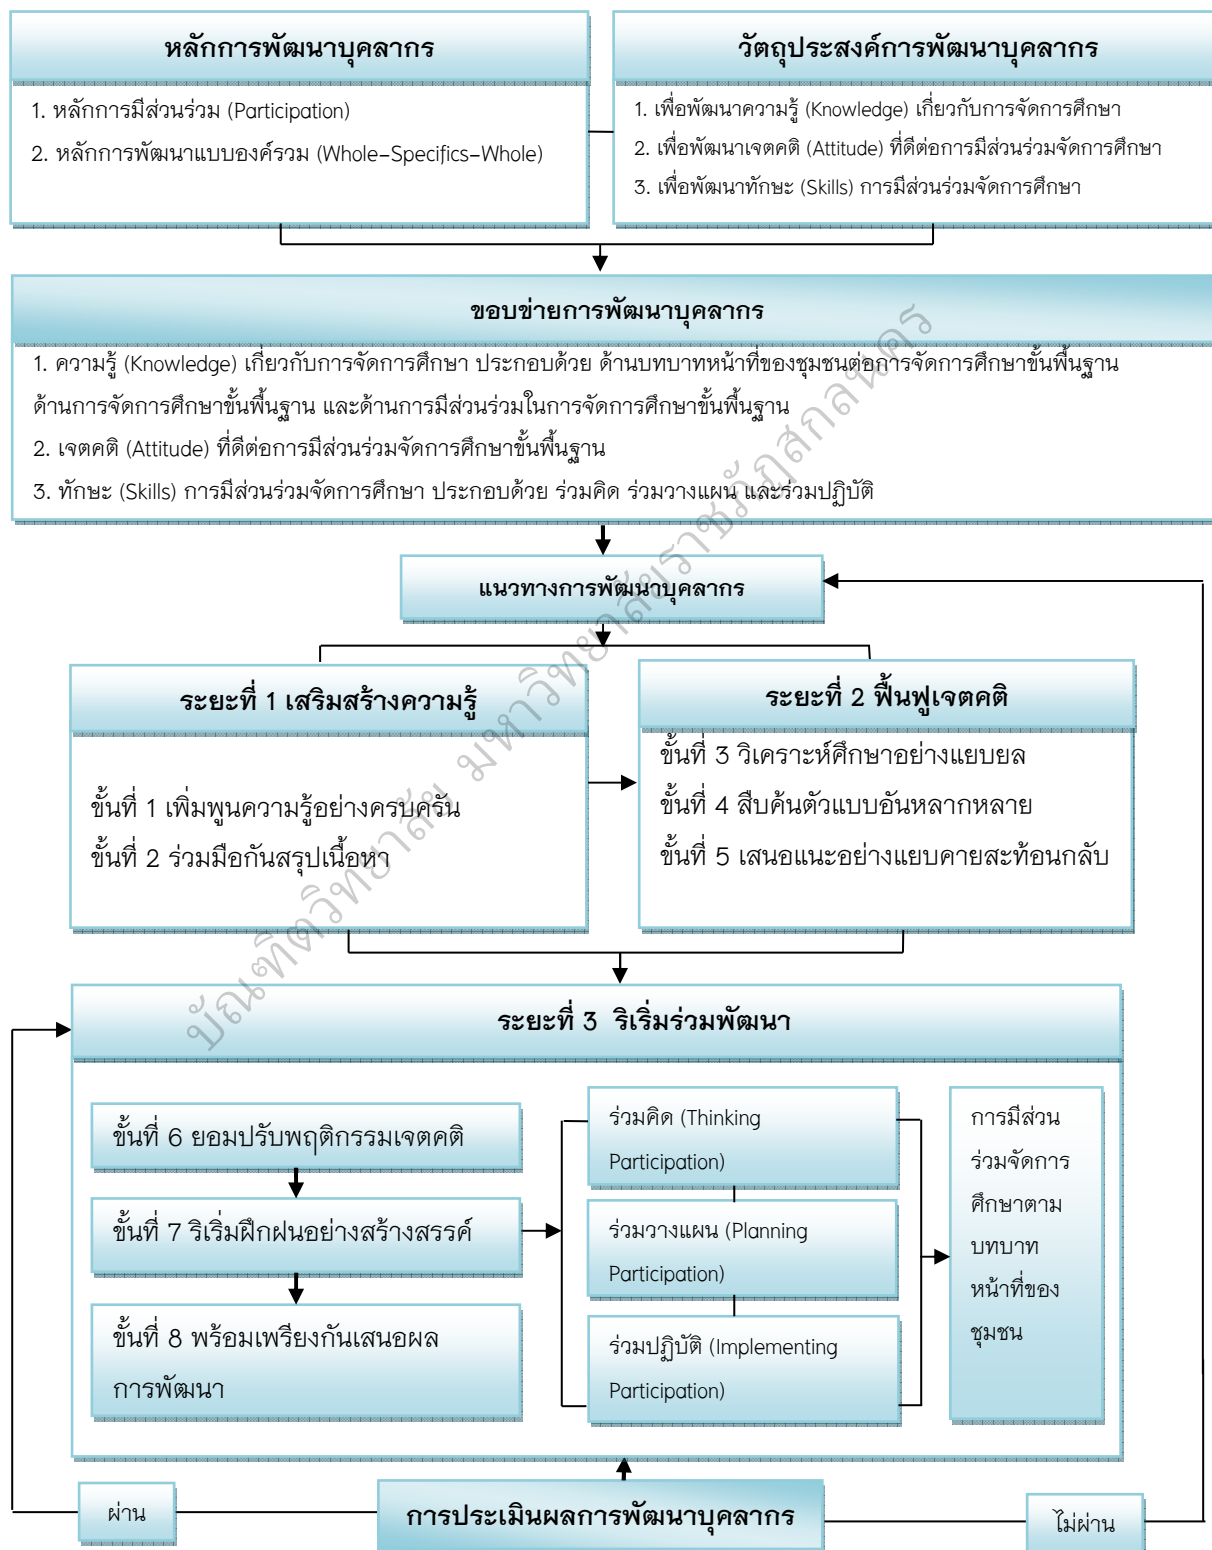 หลักการพัฒนาบุคลากร
1. หลักการมีส่วนร่วม (Participation)
2. หลักการพัฒนาแบบองค์รวม (Whole-Specifics-Whole)
วัตถุประสงค์การพัฒนาบุคลากร
1. เพื่อพัฒนาความรู้ (Knowledge) เกี่ยวกับการจัดการศึกษา
2. เพื่อพัฒนาเจตคติ (Attitude) ที่ดีต่อการมีส่วนร่วมจัดการศึกษา
3. เพื่อพัฒนาทักษะ (Skills) การมีส่วนร่วมจัดการศึกษา
ขอบข่ายการพัฒนาบุคลากร
1. ความรู้ (Knowledge) เกี่ยวกับการจัดการศึกษา ประกอบด้วย ด้านบทบาทหน้าที่ของชุมชนต่อการจัดการศึกษาขั้นพื้นฐาน
ด้านการจัดการศึกษาขั้นพื้นฐาน และด้านการมีส่วนร่วมในการจัดการศึกษาขั้นพื้นฐาน
2. เจตคติ (Attitude) ที่ดีต่อการมีส่วนร่วมจัดการศึกษาขั้นพื้นฐาน
3. ทักษะ (Skills) การมีส่วนร่วมจัดการศึกษา ประกอบด้วย ร่วมคิด ร่วมวางแผน และร่วมปฏิบัติ
แนวทางการพัฒนาบุคลากร
ระยะที่ 1 เสริมสร้างความรู้
ขั้นที่ 1 เพิ่มพูนความรู้อย่างครบครัน
ขั้นที่ 2 ร่วมมือกันสรุปเนื้อหา
ระยะที่ 2 ฟื้นฟูเจตคติ
ขั้นที่ 3 วิเคราะห์ศึกษาอย่างแยบยล
ขั้นที่ 4 สืบค้นตัวแบบอันหลากหลาย
ขั้นที่ 5 เสนอแนะอย่างแยบคายสะท้อนกลับ
ระยะที่ 3 ริเริ่มร่วมพัฒนา
ขั้นที่ 6 ยอมปรับพฤติกรรมเจตคติ
ขั้นที่ 7 ริเริ่มฝึกฝนอย่างสร้างสรรค์
ขั้นที่ 8 พร้อมเพรียงกันเสนอผล
การพัฒนา
ร่วมคิด (Thinking
Participation)
ร่วมวางแผน (Planning
Participation)
ร่วมปฏิบัติ (Implementing
Participation)
การมีส่วน
ร่วมจัดการ
ศึกษาตาม
บทบาท
หน้าที่ของ
ชุมชน
ผ่าน
การประเมินผลการพัฒนาบุคลากร
ไม่ผ่าน
บัณฑิตวิทยาลัย มหาวิทยาลัยราชภัฏสกลนคร